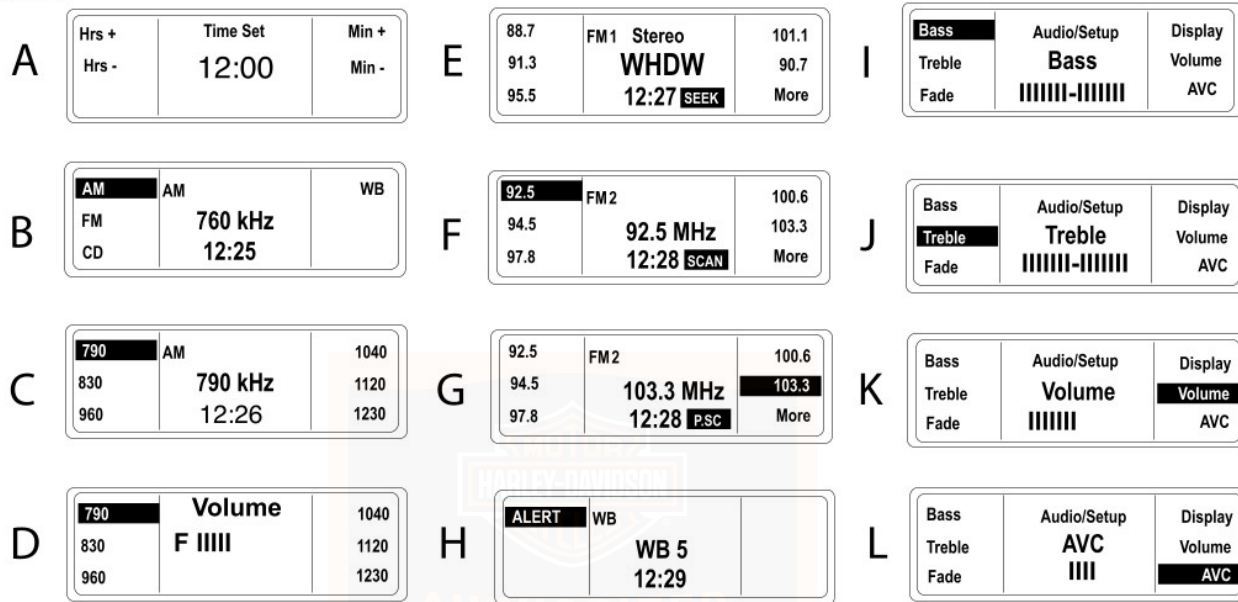 A
Hrs + Time Set Min +
Hrs - 12:00 Min -
B
AM AM WB
FM 760 kHz
CD 12:25
C
790 AM 1040
830 790 kHz 1120
960 12:26 1230
D
790 Volume 1040
830 F IIIII 1120
960 1230
E
88.7 FM1 Stereo 101.1
91.3 WHDW 90.7
95.5 12:27 SEEK More
F
92.5 FM2 100.6
94.5 92.5 MHz 103.3
97.8 12:28 SCAN More
G
92.5 FM2 100.6
94.5 103.3 MHz 103.3
97.8 12:28 P.SC More
H
ALERT WB
WB 5
12:29
I
Bass Audio/Setup Display
Treble Bass Volume
Fade IIIIIII-IIIIIII AVC
J
Bass Audio/Setup Display
Treble Treble Volume
Fade IIIIIII-IIIIIII AVC
K
Bass Audio/Setup Display
Treble Volume Volume
Fade IIIIIII AVC
L
Bass Audio/Setup Display
Treble AVC Volume
Fade IIII AVC
MOTOR
HARLEY-DAVIDSON